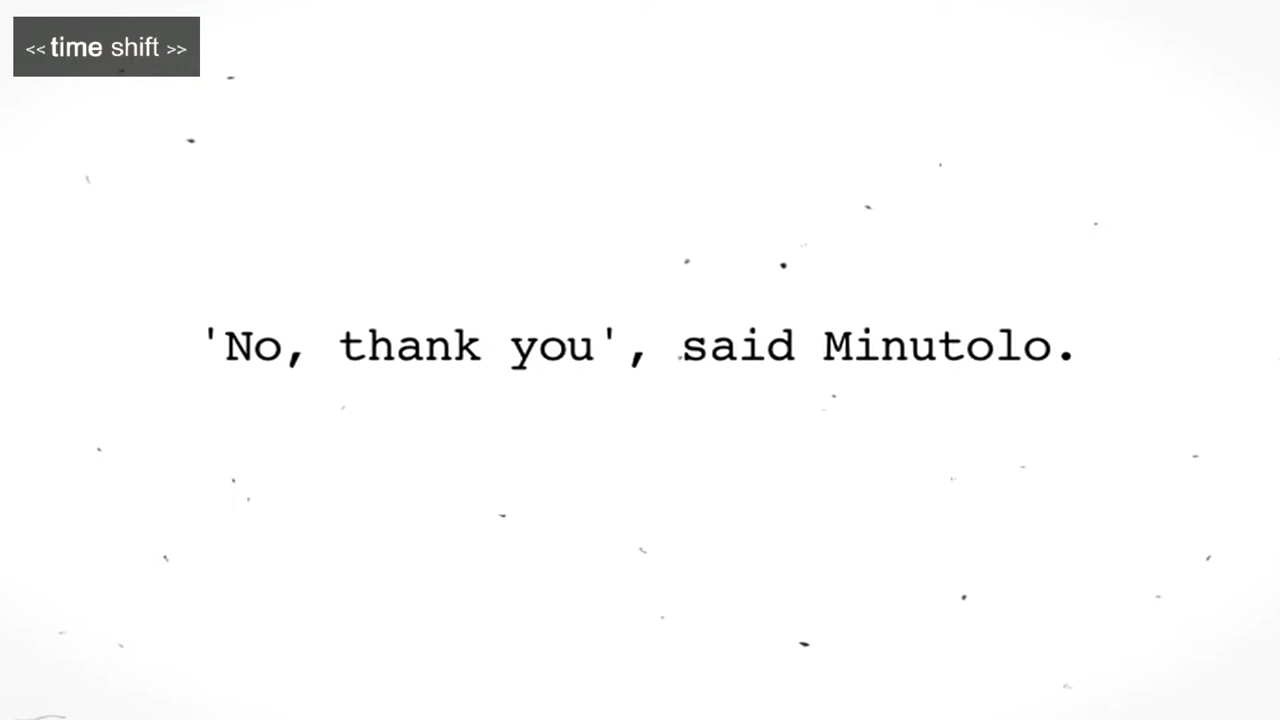 << time shift >>
'No, thank you', said Minutolo.